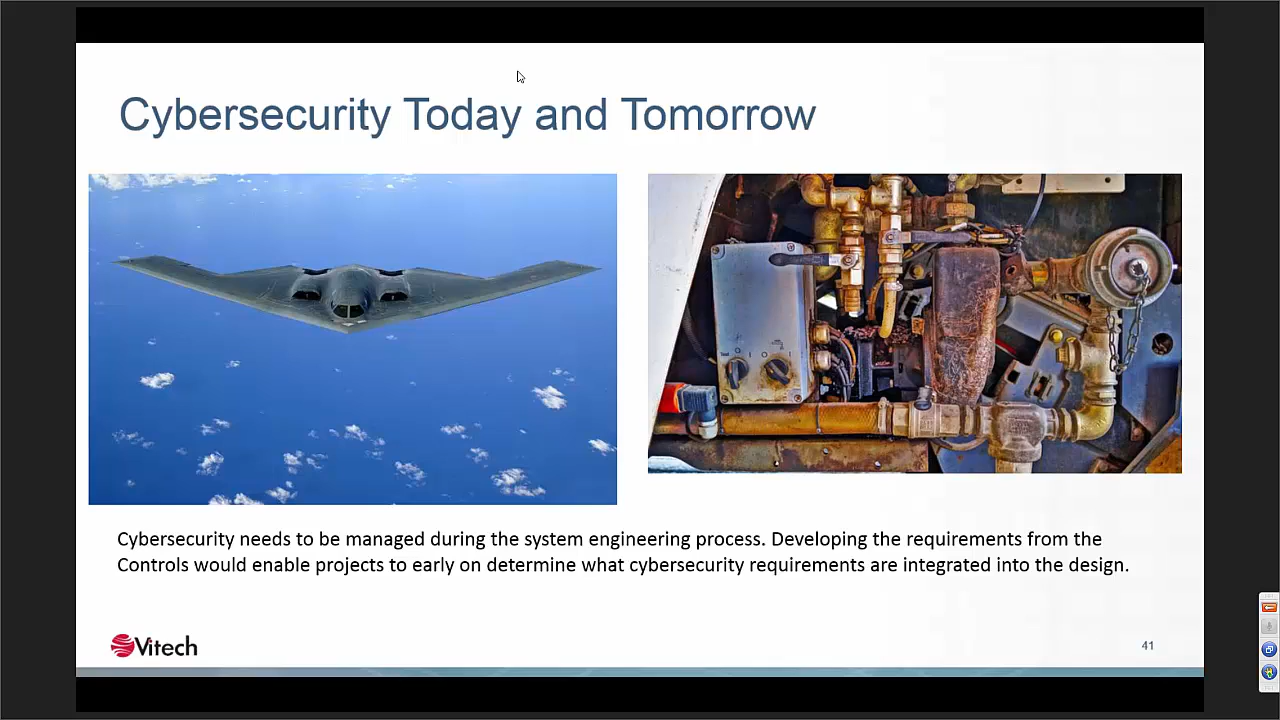 Cybersecurity Today and Tomorrow
Cybersecurity needs to be managed during the system engineering process. Developing the requirements from the
Controls would enable projects to early on determine what cybersecurity requirements are integrated into the design.
Vitech
41